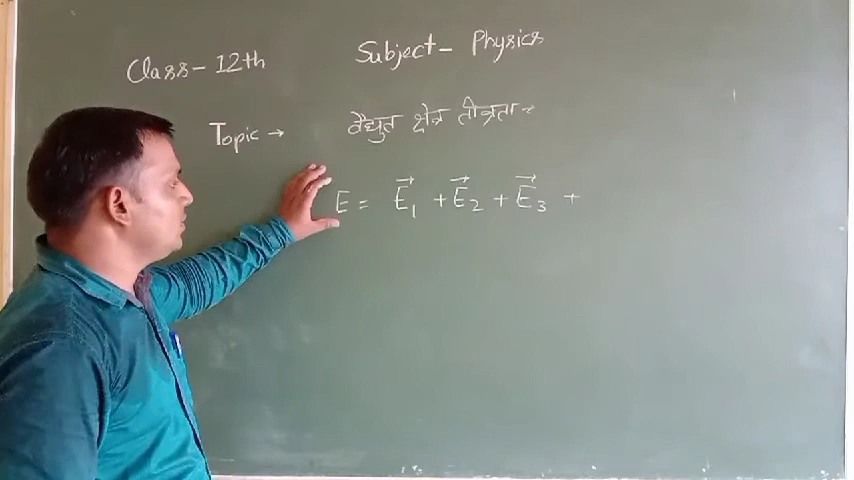 Class-12th Subject- Physics
Topic → वैद्युत क्षेत्र तीव्रता→
E = E⃗₁ + E⃗₂ + E⃗₃ +